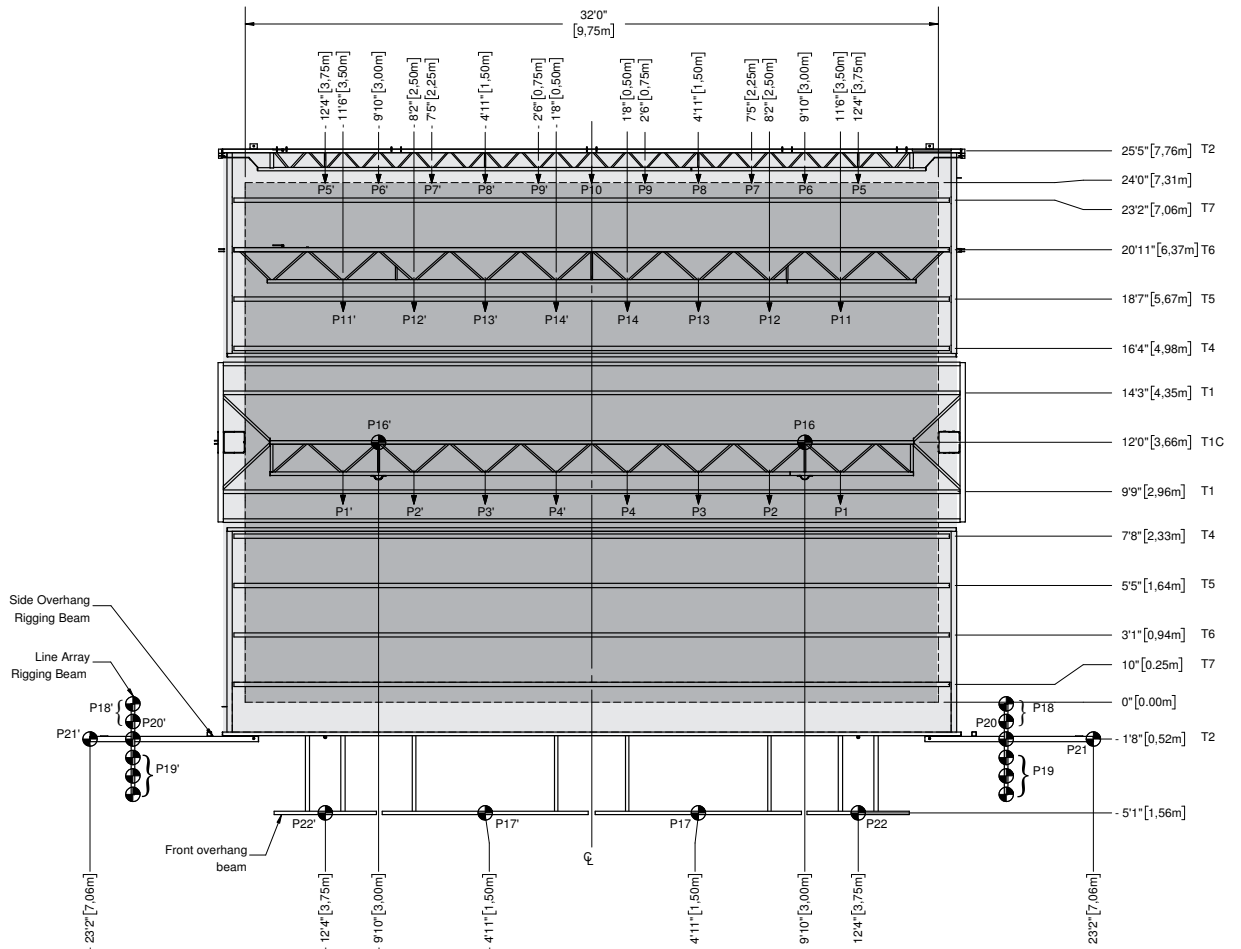 32'0"
[9,75m]
- 12'4" [3,75m]
- 11'6" [3,50m]
- 9'10" [3,00m]
- 8'2" [2,50m]
- 7'5" [2,25m]
- 4'11" [1,50m]
- 2'6" [0,75m]
- 1'8" [0,50m]
1'8" [0,50m]
2'6" [0,75m]
4'11" [1,50m]
7'5" [2,25m]
8'2" [2,50m]
9'10" [3,00m]
11'6" [3,50m]
12'4" [3,75m]
25'5" [7,76m] T2
24'0" [7,31m]
P5' P6' P7' P8' P9' P10 P9 P8 P7 P6 P5
23'2" [7,06m] T7
20'11" [6,37m] T6
18'7" [5,67m] T5
P11' P12' P13' P14' P14 P13 P12 P11
16'4" [4,98m] T4
14'3" [4,35m] T1
P16' P16
12'0" [3,66m] T1C
9'9" [2,96m] T1
P1' P2' P3' P4' P4 P3 P2 P1
7'8" [2,33m] T4
5'5" [1,64m] T5
Side Overhang
Rigging Beam
3'1" [0,94m] T6
Line Array
Rigging Beam
10" [0.25m] T7
0" [0.00m]
P18' P18
P20' P20
P21' P21
- 1'8" [0,52m] T2
P19' P19
- 5'1" [1,56m]
P22' P17' P17 P22
Front overhang
beam
CL
- 23'2" [7,06m]
- 12'4" [3,75m]
- 9'10" [3,00m]
- 4'11" [1,50m]
4'11" [1,50m]
9'10" [3,00m]
12'4" [3,75m]
23'2" [7,06m]